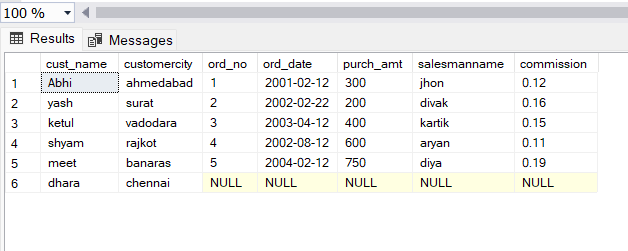 100 %
Results Messages
cust_name customercity ord_no ord_date purch_amt salesmanname commission
1 Abhi ahmedabad 1 2001-02-12 300 jhon 0.12
2 yash surat 2 2002-02-22 200 divak 0.16
3 ketul vadodara 3 2003-04-12 400 kartik 0.15
4 shyam rajkot 4 2002-08-12 600 aryan 0.11
5 meet banaras 5 2004-02-12 750 diya 0.19
6 dhara chennai NULL NULL NULL NULL NULL